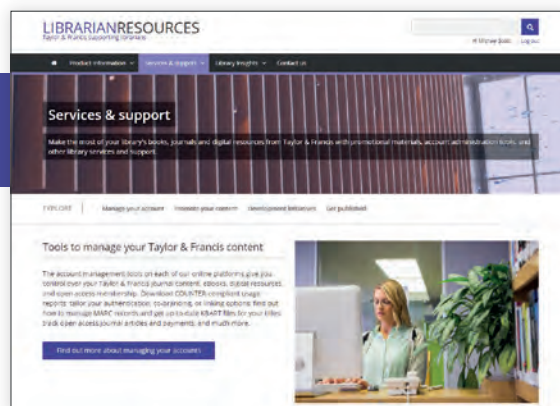 LIBRARIANRESOURCES
Taylor & Francis supporting librarians
Log out
Product information
Services & support
Library insights
Contact us
Services & support
Make the most of your library's books, journals and digital resources from Taylor & Francis with promotional materials, account administration tools, and
other library services and support.
EXPLORE
Manage your account
Promote your content
Development initiatives
Get published
Tools to manage your Taylor & Francis content
The account management tools on each of our online platforms give you
control over your Taylor & Francis journal content, ebooks, digital resources,
and open access membership. Download COUNTER compliant usage
reports; tailor your authentication, co-branding, or linking options; find out
how to manage MARC records and get up-to-date KBART files for your titles;
track open access journal articles and payments; and much more.
Find out more about managing your account